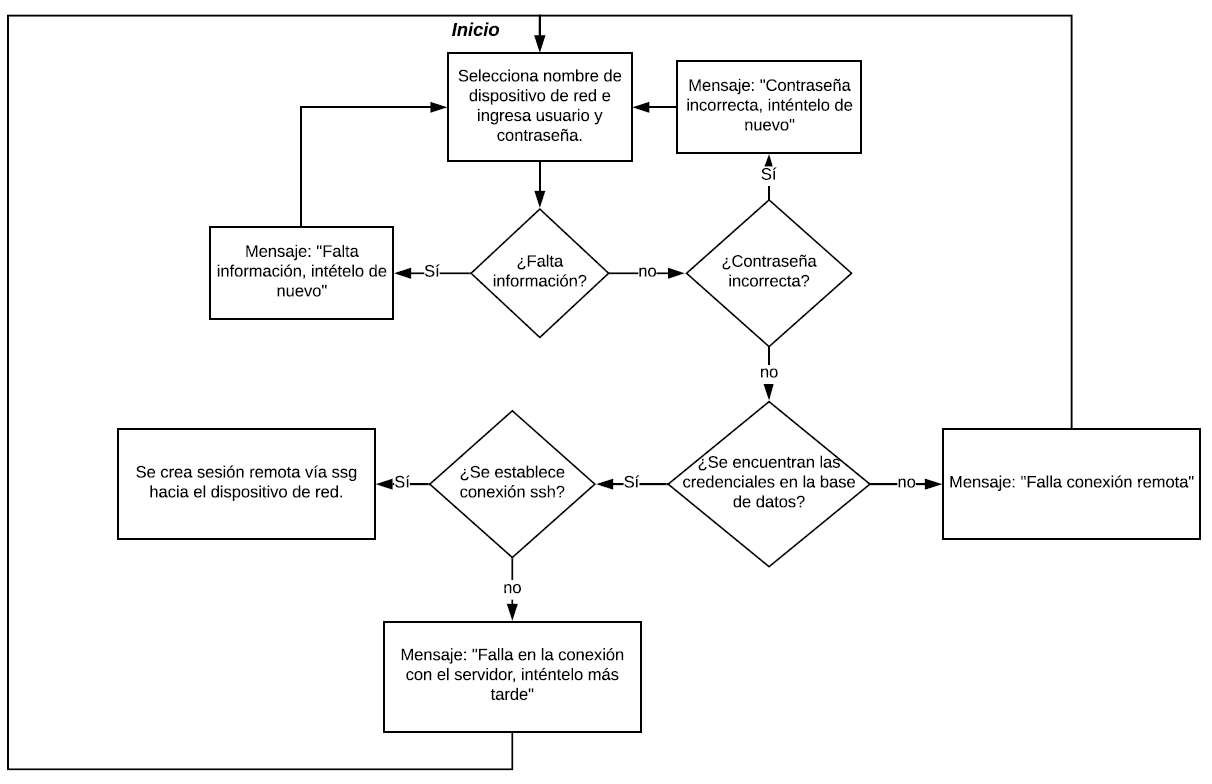 Inicio
Selecciona nombre de
dispositivo de red e
ingresa usuario y
contraseña.
Mensaje: "Contraseña
incorrecta, inténtelo de
nuevo"
Sí
Mensaje: "Falta
información, intételo de
nuevo"
Sí
¿Falta
información?
no
¿Contraseña
incorrecta?
no
Se crea sesión remota vía ssg
hacia el dispositivo de red.
Sí
¿Se establece
conexión ssh?
Sí
¿Se encuentran las
credenciales en la base
de datos?
no
Mensaje: "Falla conexión remota"
no
Mensaje: "Falla en la conexión
con el servidor, inténtelo más
tarde"